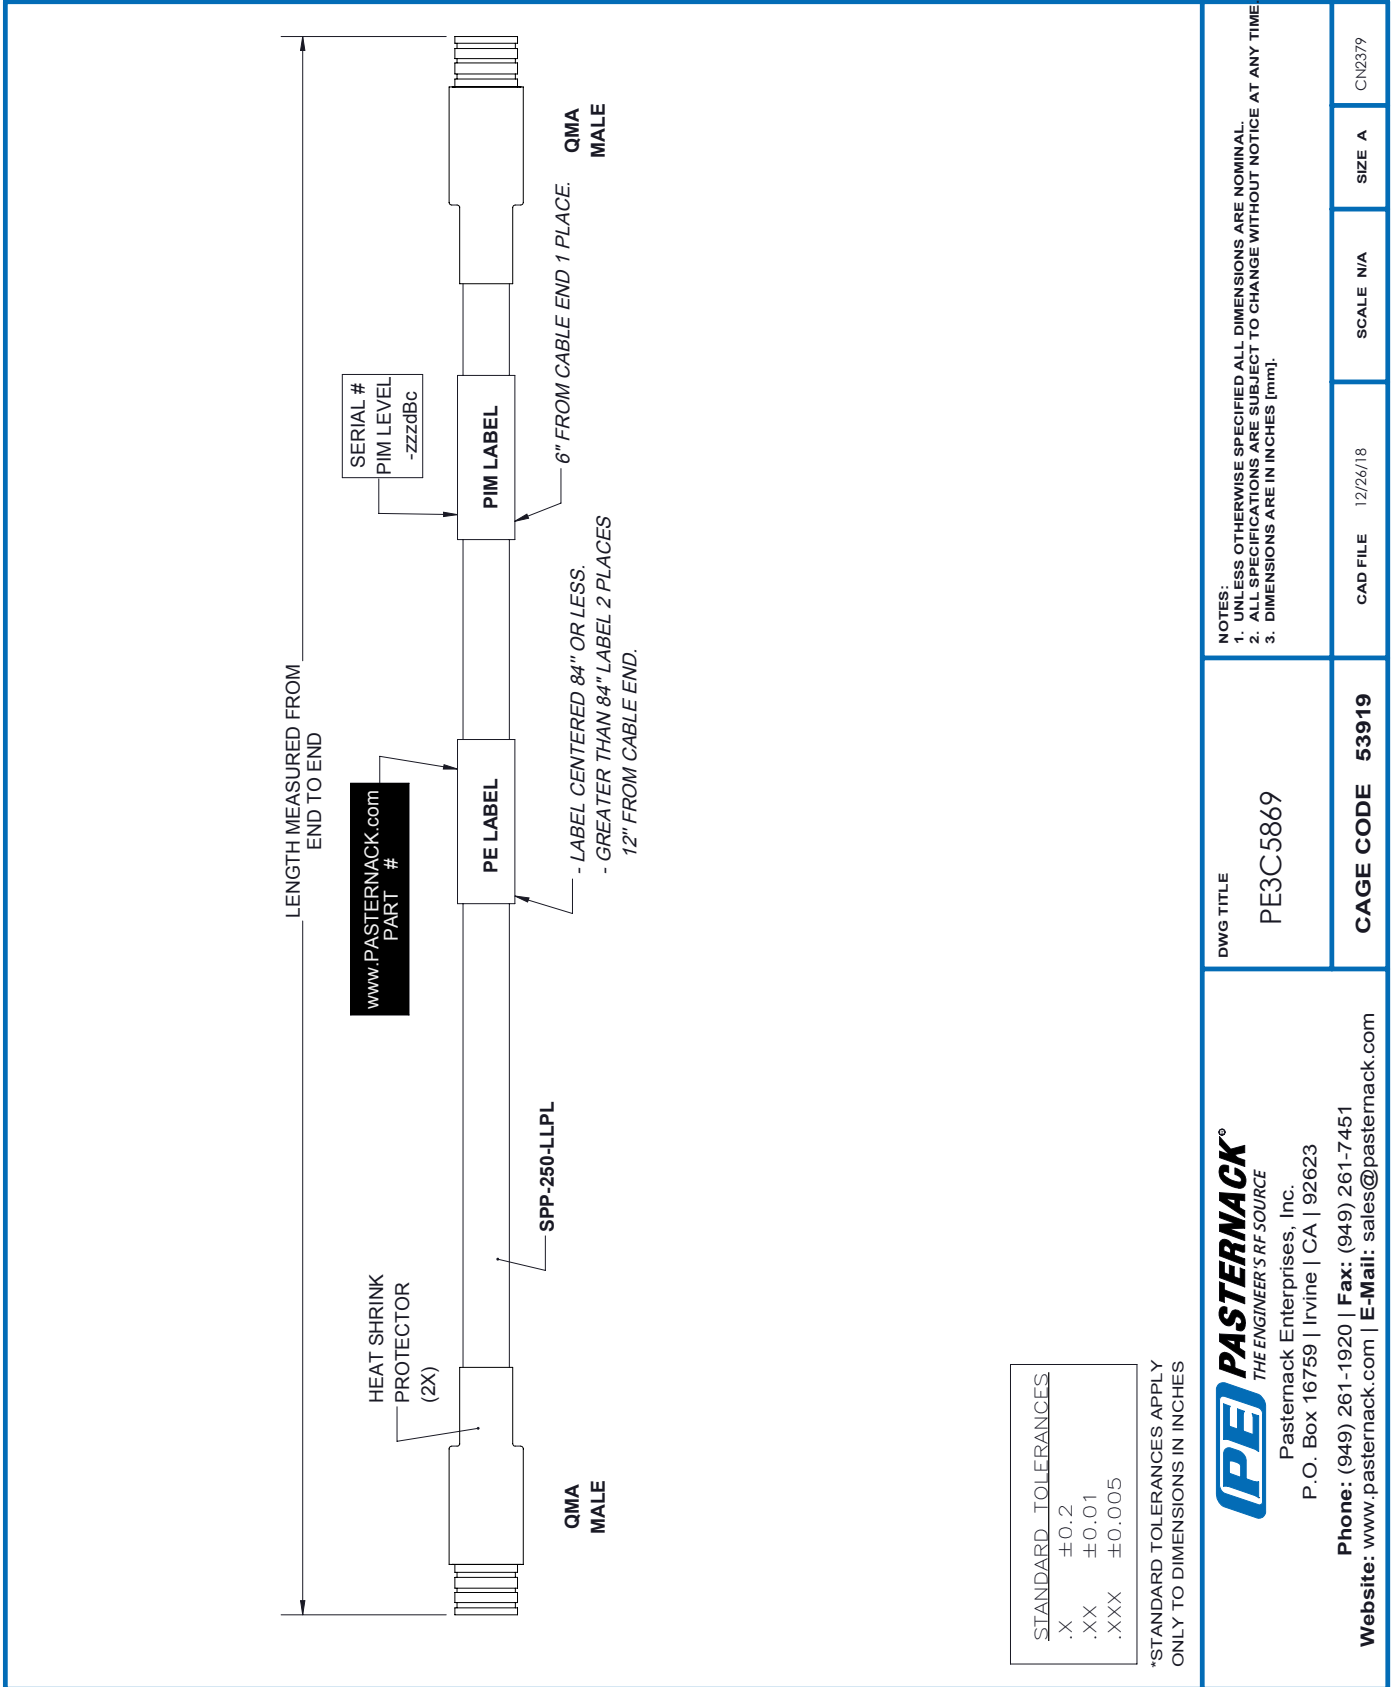 LENGTH MEASURED FROM
END TO END
www.PASTERNACK.com
PART #
SERIAL #
PIM LEVEL
-zzzdBc
HEAT SHRINK
PROTECTOR
(2X)
PE LABEL
PIM LABEL
QMA
MALE
SPP-250-LLPL
- LABEL CENTERED 84" OR LESS.
- GREATER THAN 84" LABEL 2 PLACES
12" FROM CABLE END.
6" FROM CABLE END 1 PLACE.
QMA
MALE
STANDARD TOLERANCES
.X ±0.2
.XX ±0.01
.XXX ±0.005
*STANDARD TOLERANCES APPLY
ONLY TO DIMENSIONS IN INCHES
PE PASTERNACK®
THE ENGINEER'S RF SOURCE
Pasternack Enterprises, Inc.
P.O. Box 16759 | Irvine | CA | 92623
Phone: (949) 261-1920 | Fax: (949) 261-7451
Website: www.pasternack.com | E-Mail: sales@pasternack.com
DWG TITLE
PE3C5869
CAGE CODE 53919
NOTES:
1. UNLESS OTHERWISE SPECIFIED ALL DIMENSIONS ARE NOMINAL.
2. ALL SPECIFICATIONS ARE SUBJECT TO CHANGE WITHOUT NOTICE AT ANY TIME.
3. DIMENSIONS ARE IN INCHES [mm].
CAD FILE 12/26/18
SCALE N/A
SIZE A
CN2379